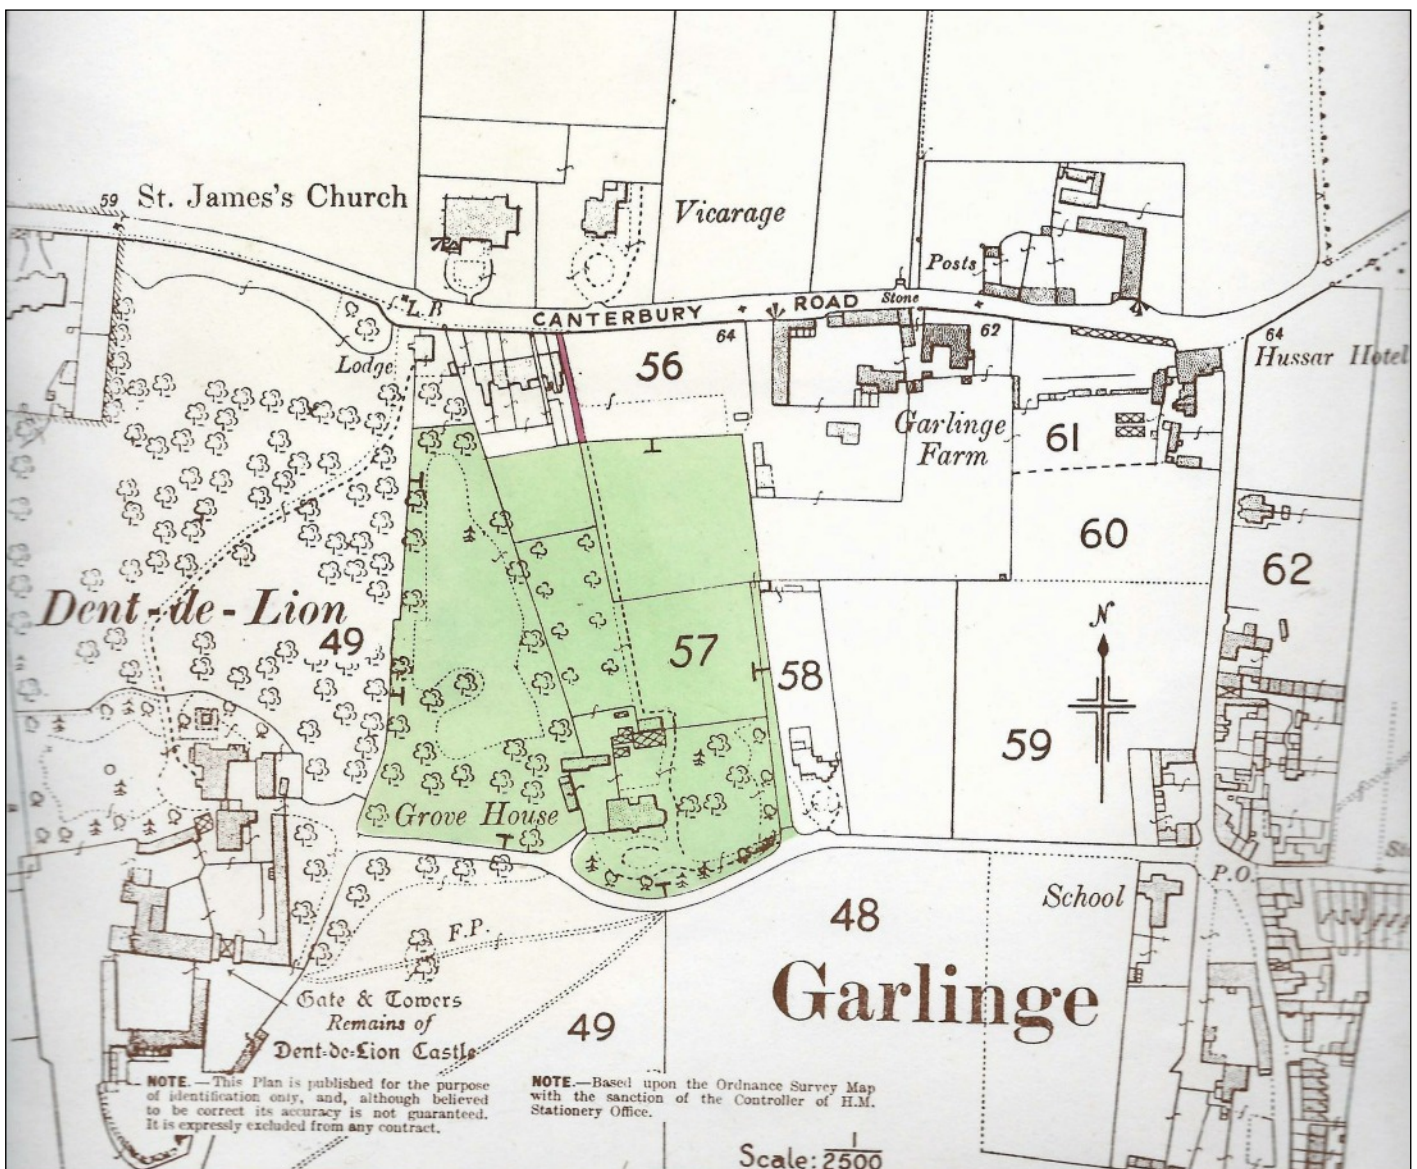 59
St. James's Church
Vicarage
Posts
L. B
CANTERBURY ROAD
Stone
64
62
64
Lodge
56
Hussar Hotel
Garlinge
Farm
61
60
62
Dent-de-Lion
49
57
58
N
59
Grove House
P.O.
School
48
F.P.
Garlinge
Gate & Towers
Remains of
Dent-de-Lion Castle
49
NOTE.—This Plan is published for the purpose
of identification only, and, although believed
to be correct its accuracy is not guaranteed.
It is expressly excluded from any contract.
NOTE.—Based upon the Ordnance Survey Map
with the sanction of the Controller of H.M.
Stationery Office.
Scale: 1/2500